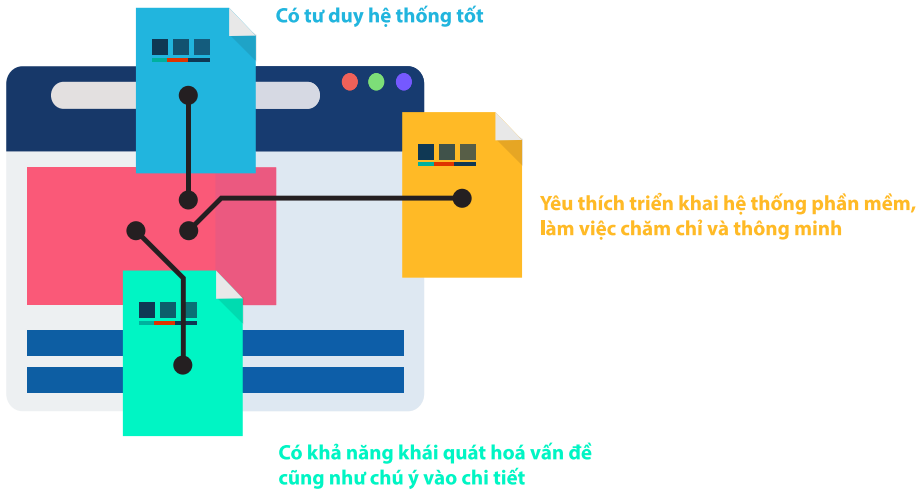 Có tư duy hệ thống tốt
Yêu thích triển khai hệ thống phần mềm,
làm việc chăm chỉ và thông minh
Có khả năng khái quát hoá vấn đề
cũng như chú ý vào chi tiết